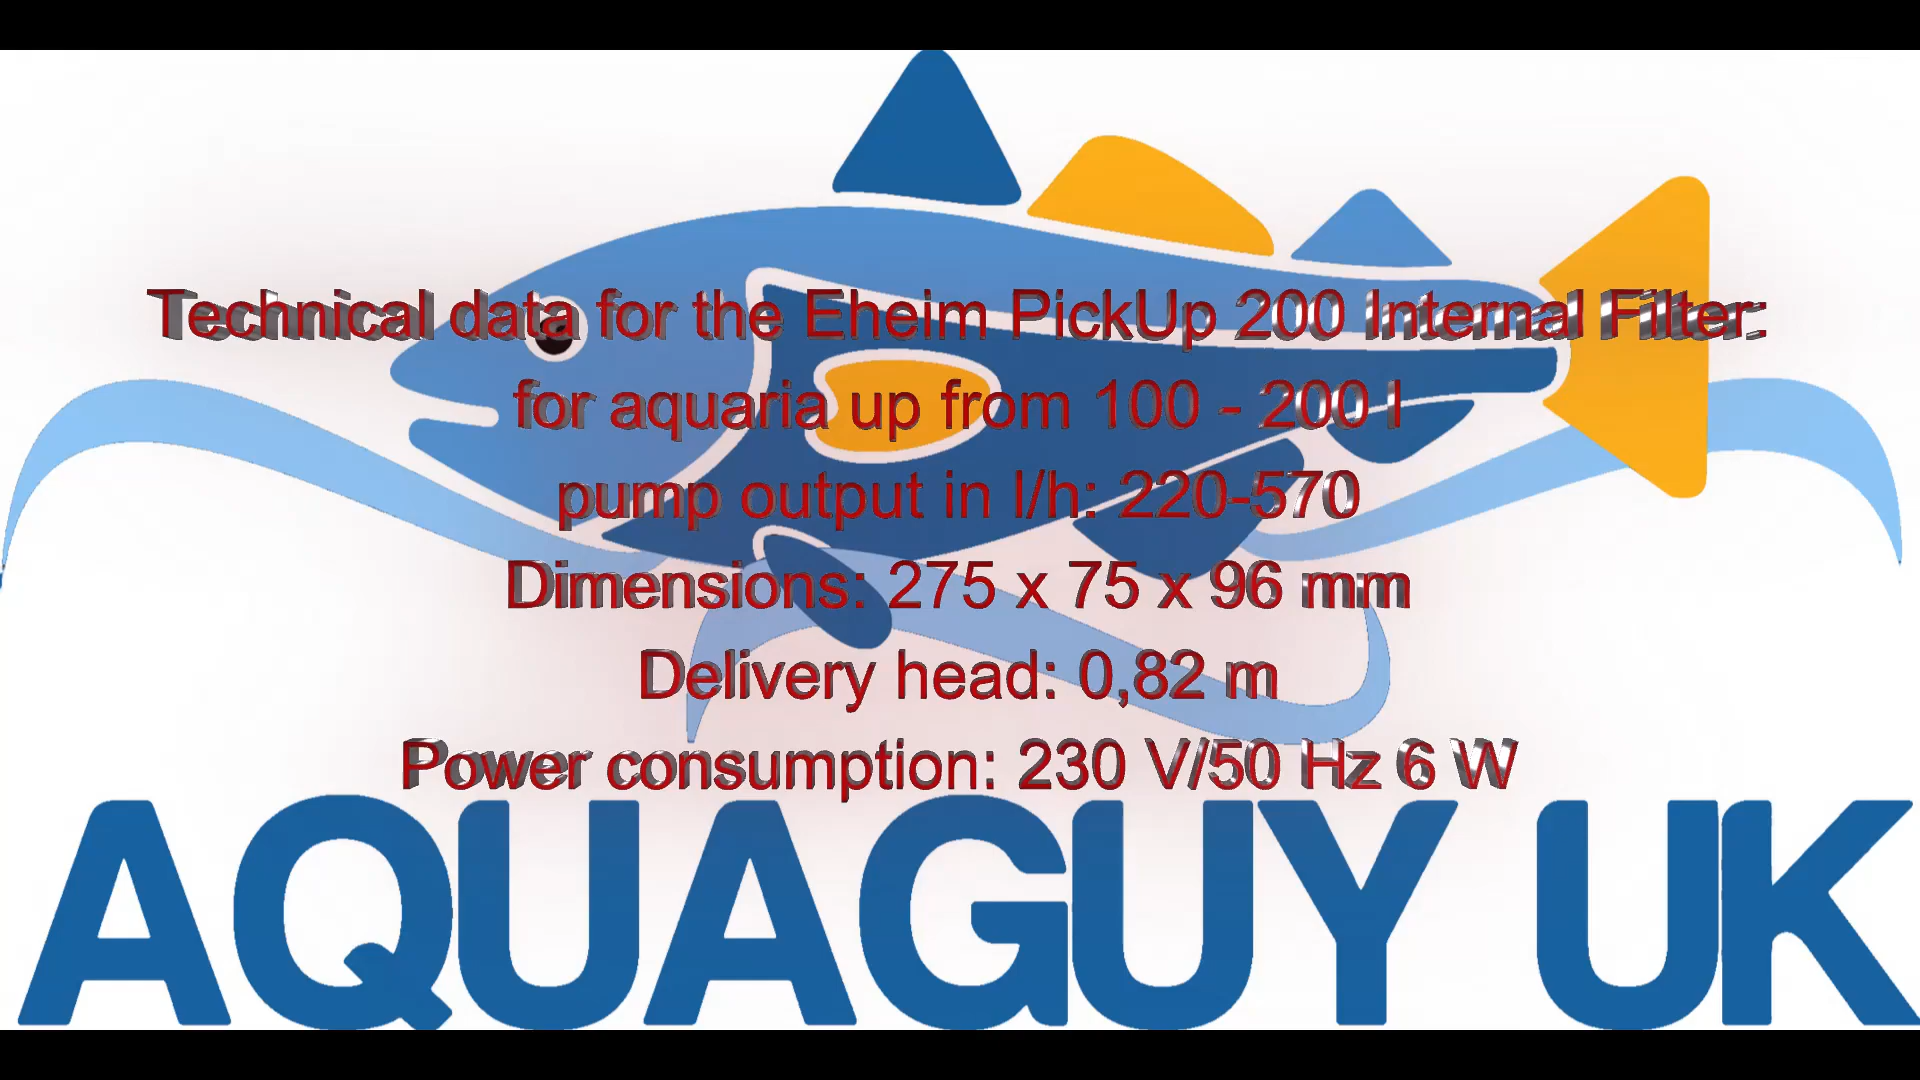 Technical data for the Eheim PickUp 200 Internal Filter:
for aquaria up from 100 - 200 l
pump output in l/h: 220-570
Dimensions: 275 x 75 x 96 mm
Delivery head: 0,82 m
Power consumption: 230 V/50 Hz 6 W
AQUAGUY UK